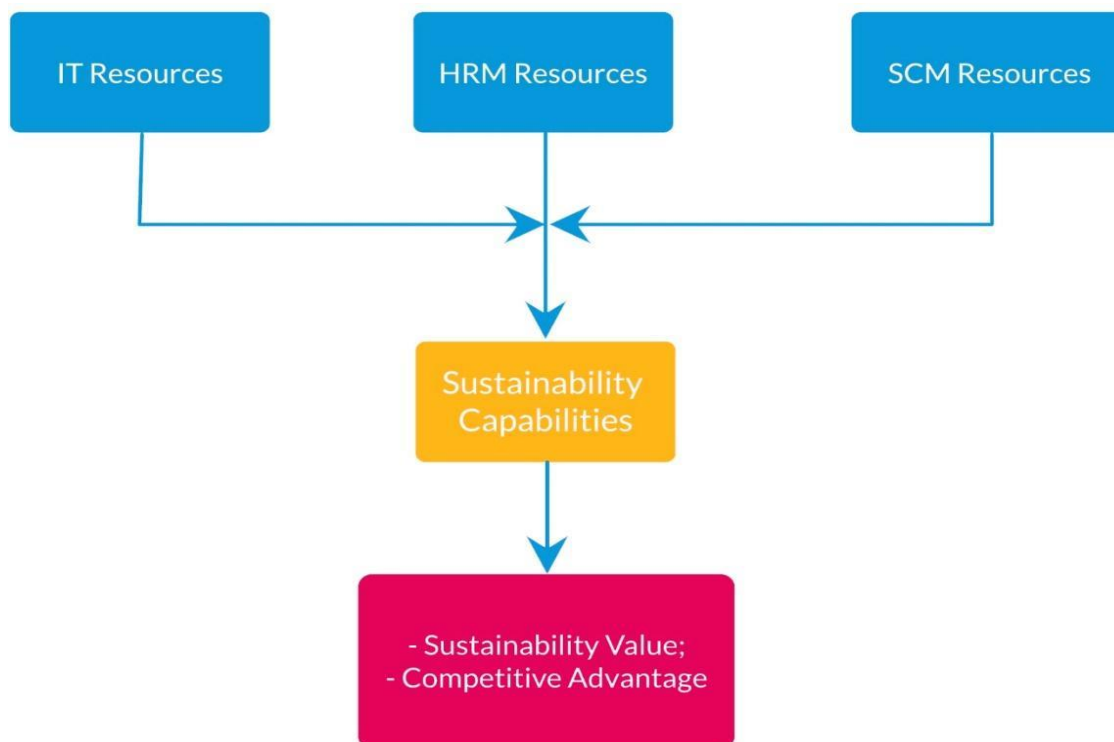 IT Resources
HRM Resources
SCM Resources
Sustainability
Capabilities
- Sustainability Value;
- Competitive Advantage